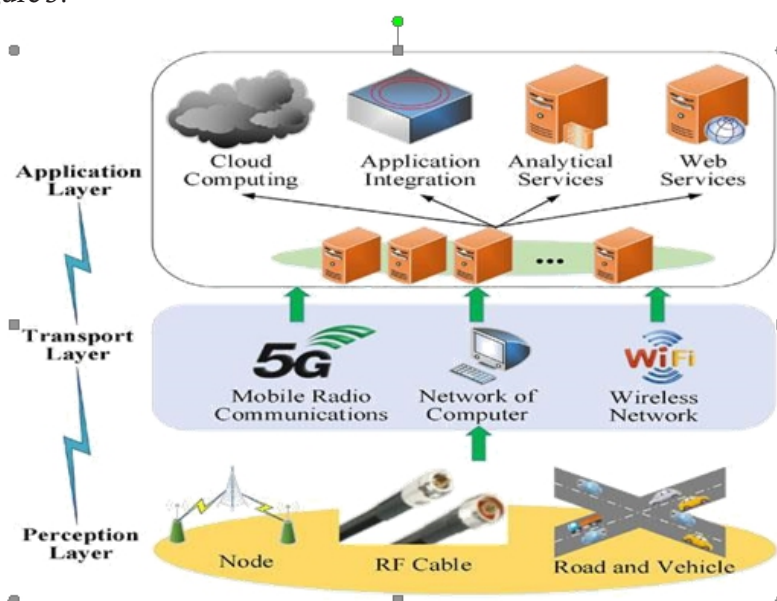 Cloud
Computing
Application
Integration
Analytical
Services
Web
Services
Application
Layer
...
Transport
Layer
5G
Mobile Radio
Communications
Network of
Computer
WiFi
Wireless
Network
Perception
Layer
Node
RF Cable
Road and Vehicle